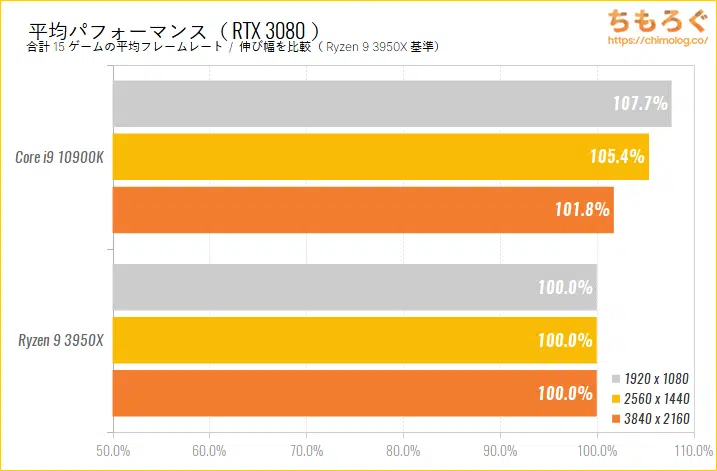 平均パフォーマンス（ RTX 3080 ）
合計 15 ゲームの平均フレームレート / 伸び幅を比較（ Ryzen 9 3950X 基準）
ちもろぐ
https://chimolog.co/
107.7%
Core i9 10900K
105.4%
101.8%
100.0%
Ryzen 9 3950X
100.0%
100.0%
1920 x 1080
2560 x 1440
3840 x 2160
50.0% 60.0% 70.0% 80.0% 90.0% 100.0% 110.0%